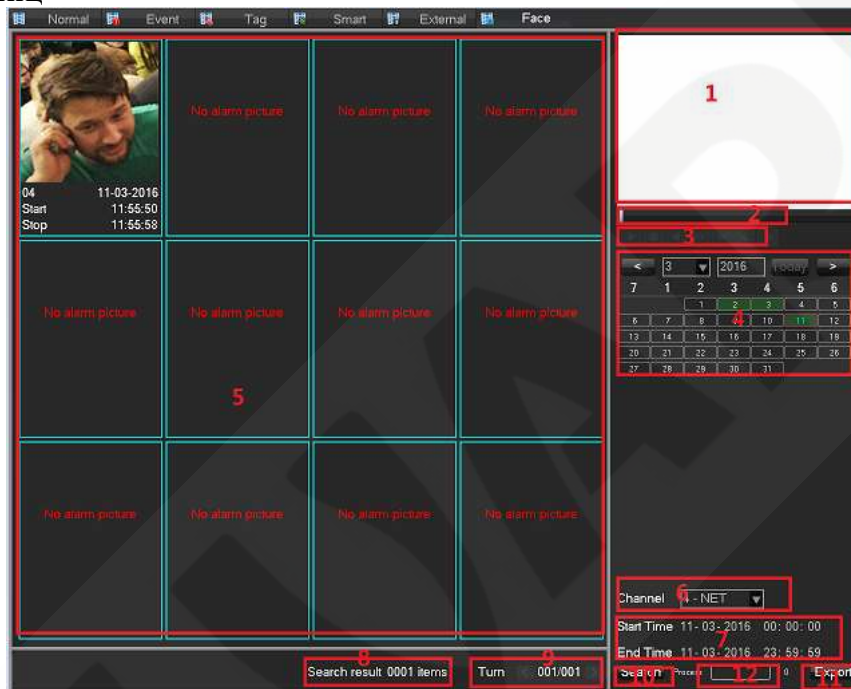 Normal Event Tag Smart External Face
No alarm picture No alarm picture No alarm picture
04 11-03-2016
Start 11:55:50
Stop 11:55:58
No alarm picture No alarm picture No alarm picture No alarm picture
No alarm picture No alarm picture No alarm picture No alarm picture
5
1
2
3
< 3 2016 Today >
7 1 2 3 4 5 6
1 2 3 4 5
6 7 8 9 10 11 12
4
13 14 15 16 17 18 19
20 21 22 23 24 25 26
27 28 29 30 31
6
Channel 4 - NET
Start Time 11-03-2016 00:00:00
7
End Time 11-03-2016 23:59:59
8 9
Search result 0001 items Turn < 001/001 >
Search Process 0 Export
10 12 11